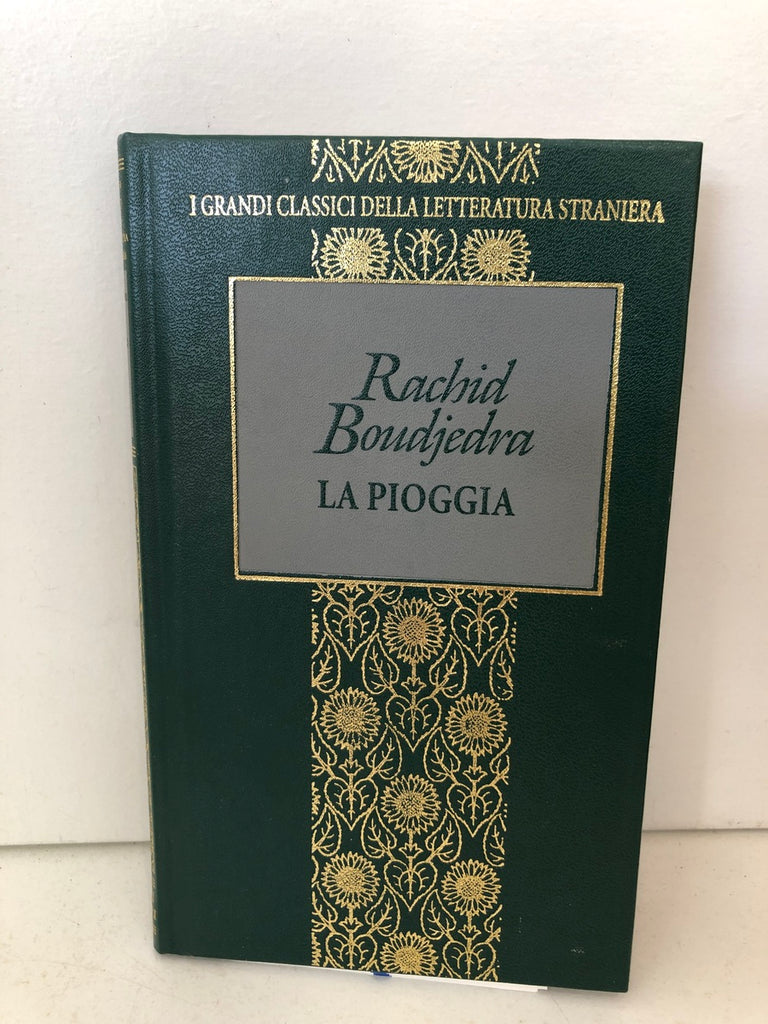 I GRANDI CLASSICI DELLA LETTERATURA STRANIERA
Rachid
Boudjedra
LA PIOGGIA